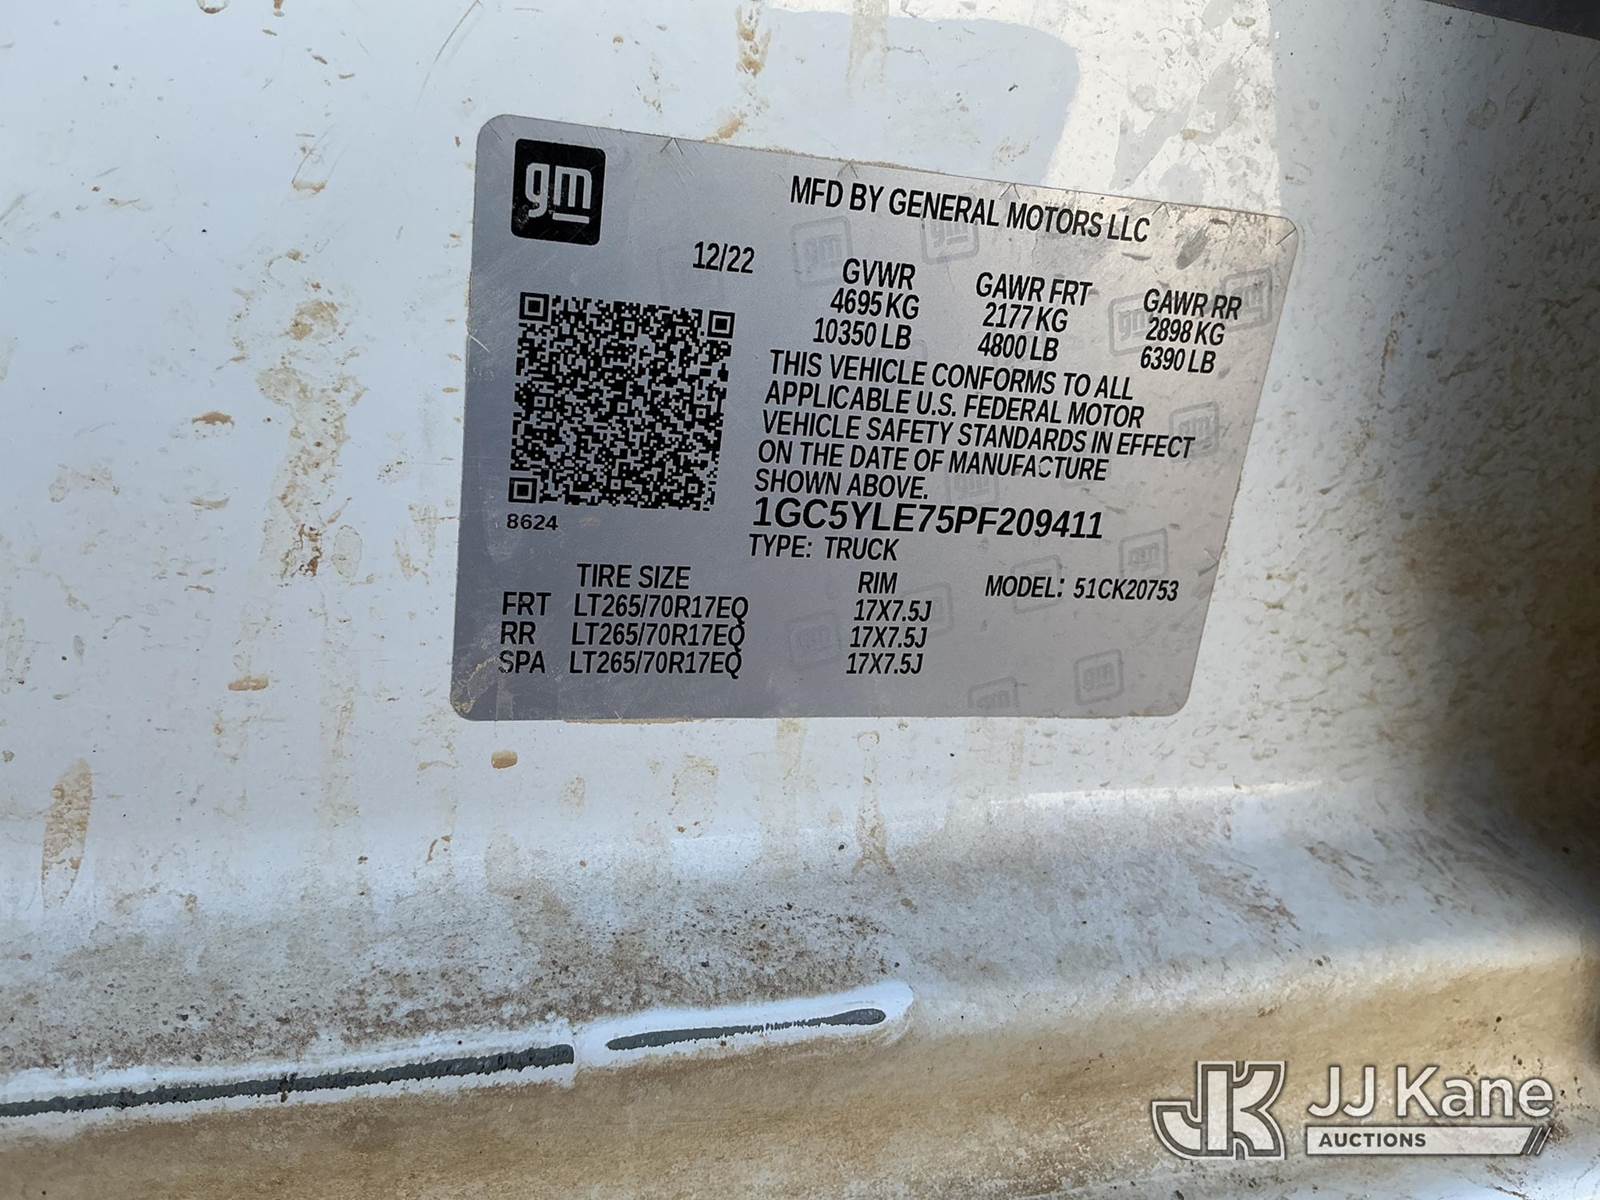 gm
MFD BY GENERAL MOTORS LLC
12/22
GVWR GAWR FRT GAWR RR
4695 KG 2177 KG 2898 KG
10350 LB 4800 LB 6390 LB
THIS VEHICLE CONFORMS TO ALL
APPLICABLE U.S. FEDERAL MOTOR
VEHICLE SAFETY STANDARDS IN EFFECT
ON THE DATE OF MANUFACTURE
SHOWN ABOVE.
8624
1GC5YLE75PF209411
TYPE: TRUCK
TIRE SIZE RIM MODEL: 51CK20753
FRT LT265/70R17EQ 17X7.5J
RR LT265/70R17EQ 17X7.5J
SPA LT265/70R17EQ 17X7.5J
JK JJ Kane
AUCTIONS